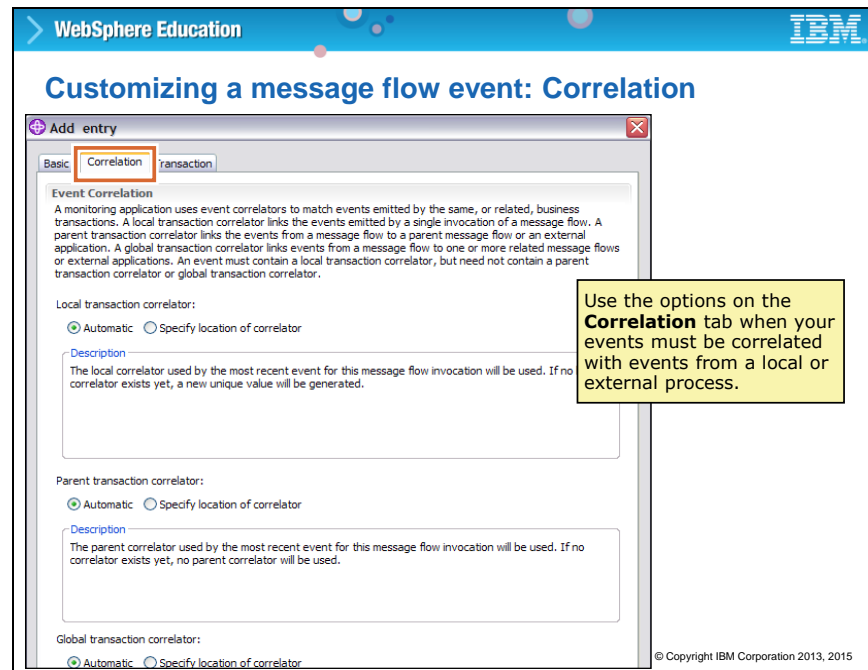 WebSphere Education
IBM
Customizing a message flow event: Correlation
Add entry
Basic Correlation Transaction
Event Correlation
A monitoring application uses event correlators to match events emitted by the same, or related, business
transactions. A local transaction correlator links the events emitted by a single invocation of a message flow. A
parent transaction correlator links the events from a message flow to a parent message flow or an external
application. A global transaction correlator links events from a message flow to one or more related message flows
or external applications. An event must contain a local transaction correlator, but need not contain a parent
transaction correlator or global transaction correlator.
Local transaction correlator:
Automatic Specify location of correlator
Description
The local correlator used by the most recent event for this message flow invocation will be used. If no
correlator exists yet, a new unique value will be generated.
Use the options on the
Correlation tab when your
events must be correlated
with events from a local or
external process.
Parent transaction correlator:
Automatic Specify location of correlator
Description
The parent correlator used by the most recent event for this message flow invocation will be used. If no
correlator exists yet, no parent correlator will be used.
Global transaction correlator:
Automatic Specify location of correlator
© Copyright IBM Corporation 2013, 2015